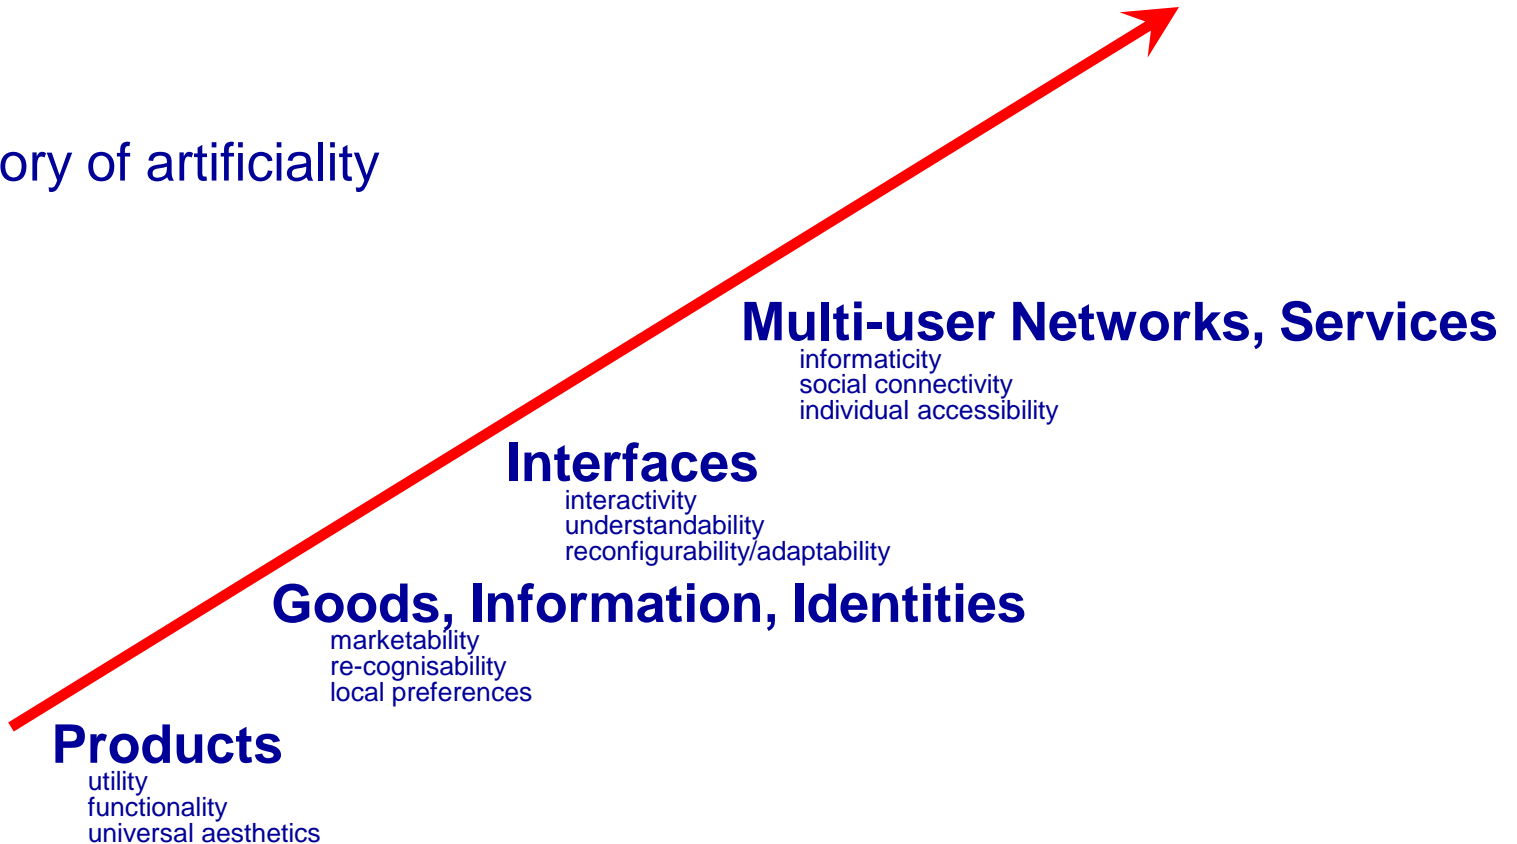 ory of artificiality
Multi-user Networks, Services
informaticity
social connectivity
individual accessibility
Interfaces
interactivity
understandability
reconfigurability/adaptability
Goods, Information, Identities
marketability
re-cognisability
local preferences
Products
utility
functionality
universal aesthetics